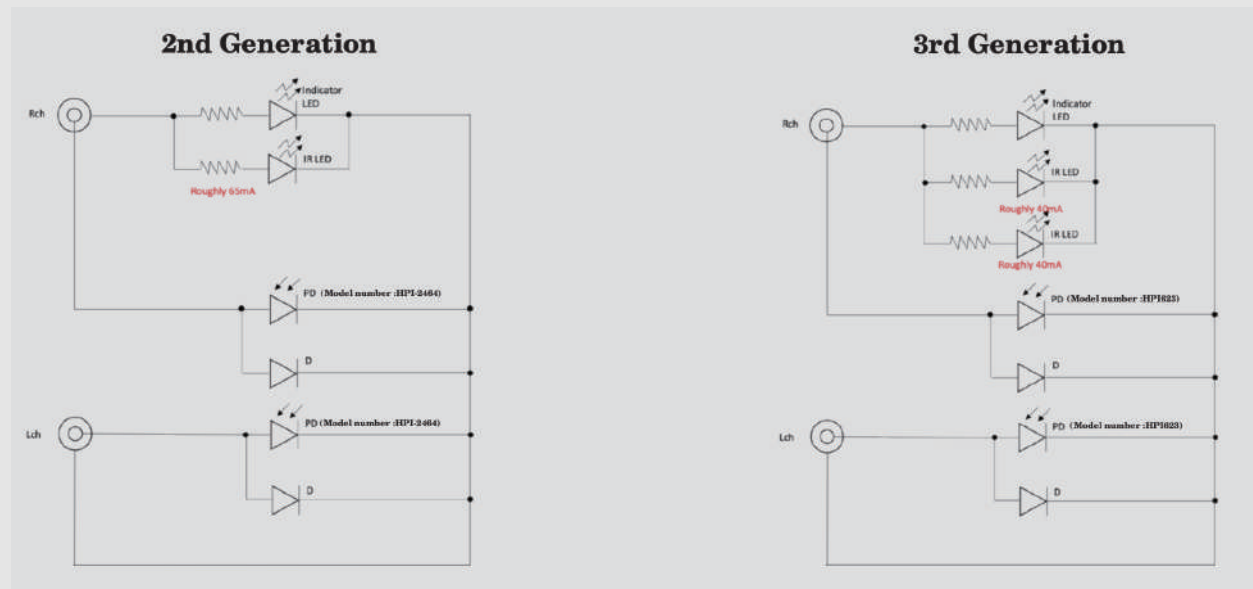 2nd Generation
Rch
Indicator
LED
IR LED
Roughly 65mA
PD (Model number :HPI-2464)
D
Lch
PD (Model number :HPI-2464)
D
3rd Generation
Rch
Indicator
LED
IR LED
Roughly 40mA
IR LED
Roughly 40mA
PD (Model number :HPI623)
D
Lch
PD (Model number :HPI623)
D